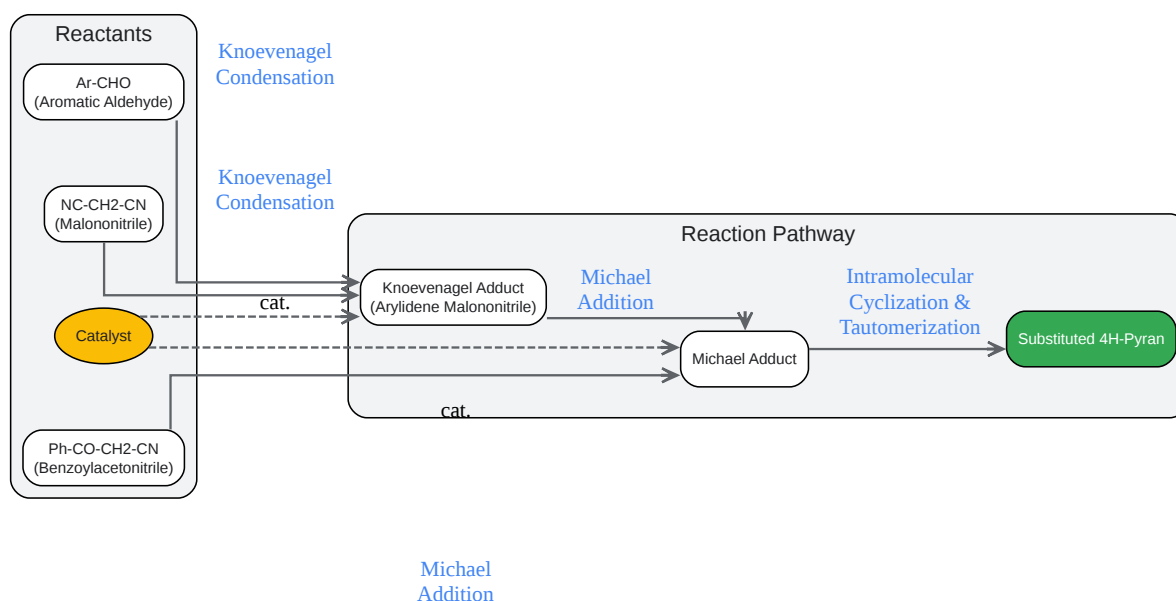 Reactants
Ar-CHO
(Aromatic Aldehyde)
NC-CH2-CN
(Malononitrile)
Catalyst
Ph-CO-CH2-CN
(Benzoylacetonitrile)
Knoevenagel
Condensation
Knoevenagel
Condensation
cat.
Reaction Pathway
Knoevenagel Adduct
(Arylidene Malononitrile)
Michael
Addition
Michael Adduct
Intramolecular
Cyclization &
Tautomerization
Substituted 4H-Pyran
cat.
Michael
Addition